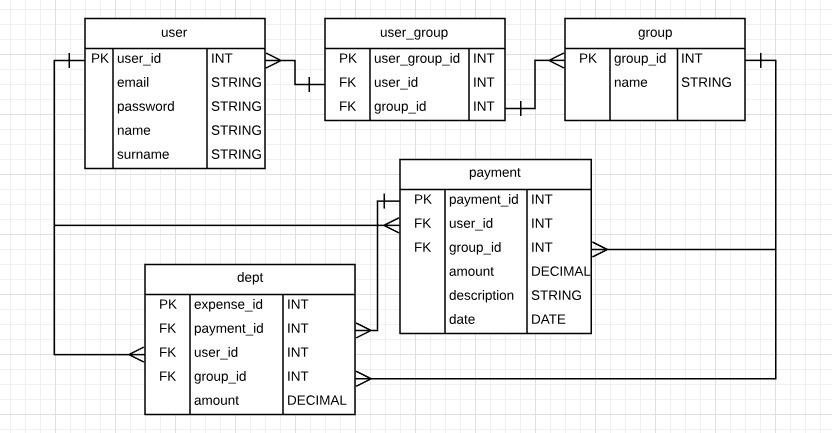 user
PK user_id INT
email STRING
password STRING
name STRING
surname STRING
user_group
PK user_group_id INT
FK user_id INT
FK group_id INT
group
PK group_id INT
name STRING
payment
PK payment_id INT
FK user_id INT
FK group_id INT
amount DECIMAL
description STRING
date DATE
dept
PK expense_id INT
FK payment_id INT
FK user_id INT
FK group_id INT
amount DECIMAL